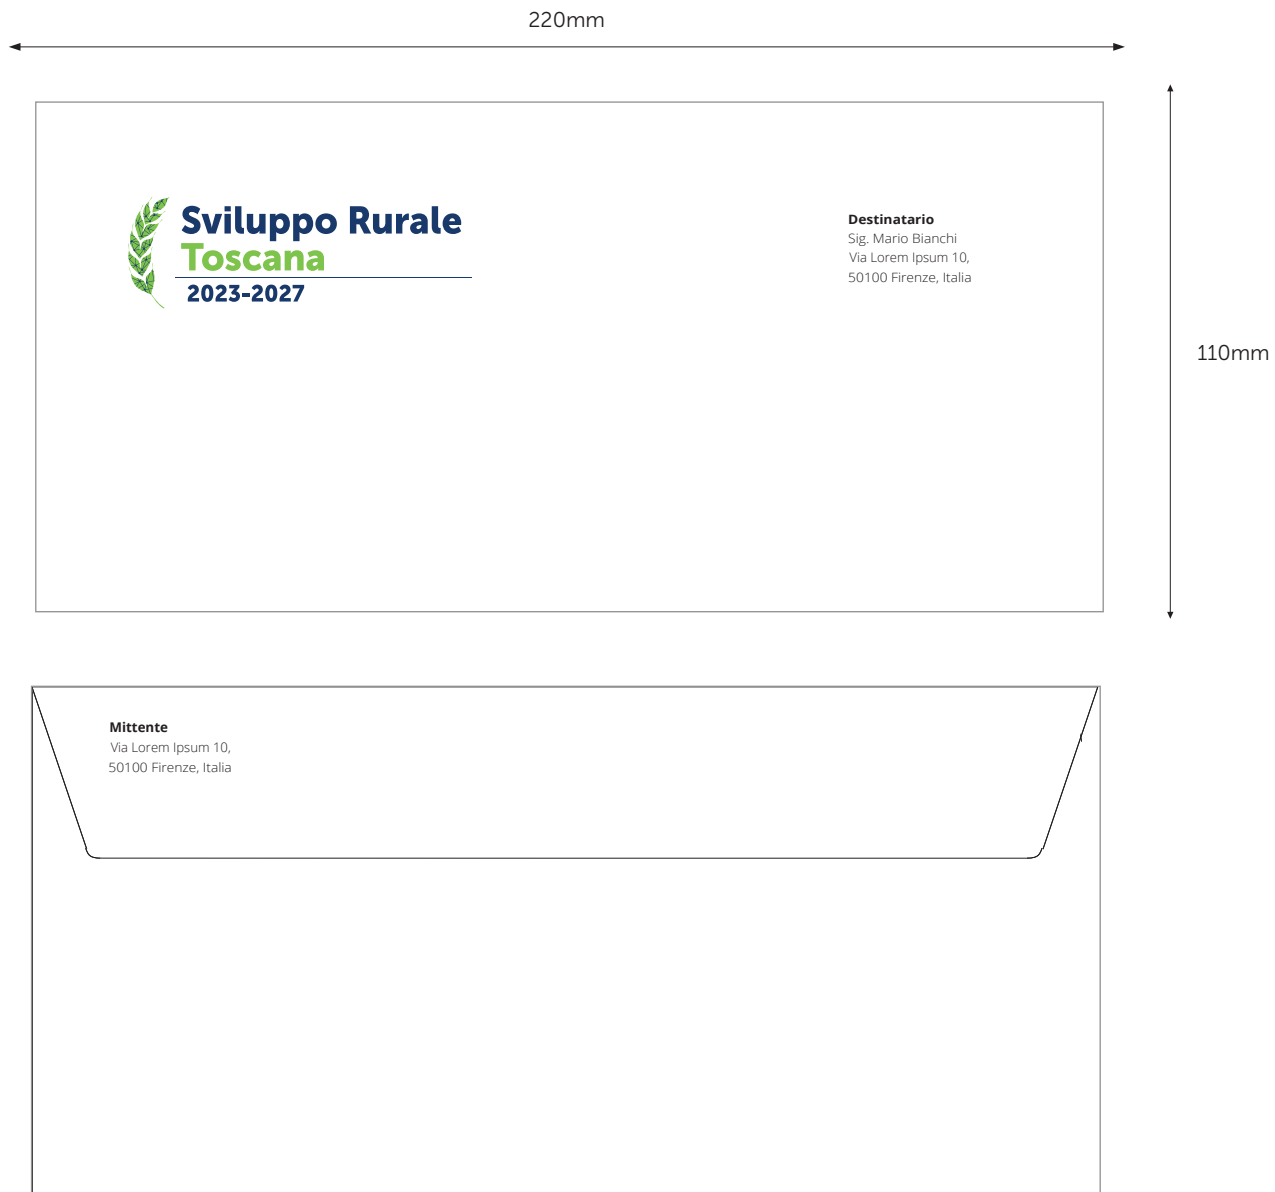 220mm
Sviluppo Rurale
Toscana
2023-2027
Destinatario
Sig. Mario Bianchi
Via Lorem Ipsum 10,
50100 Firenze, Italia
110mm
Mittente
Via Lorem Ipsum 10,
50100 Firenze, Italia